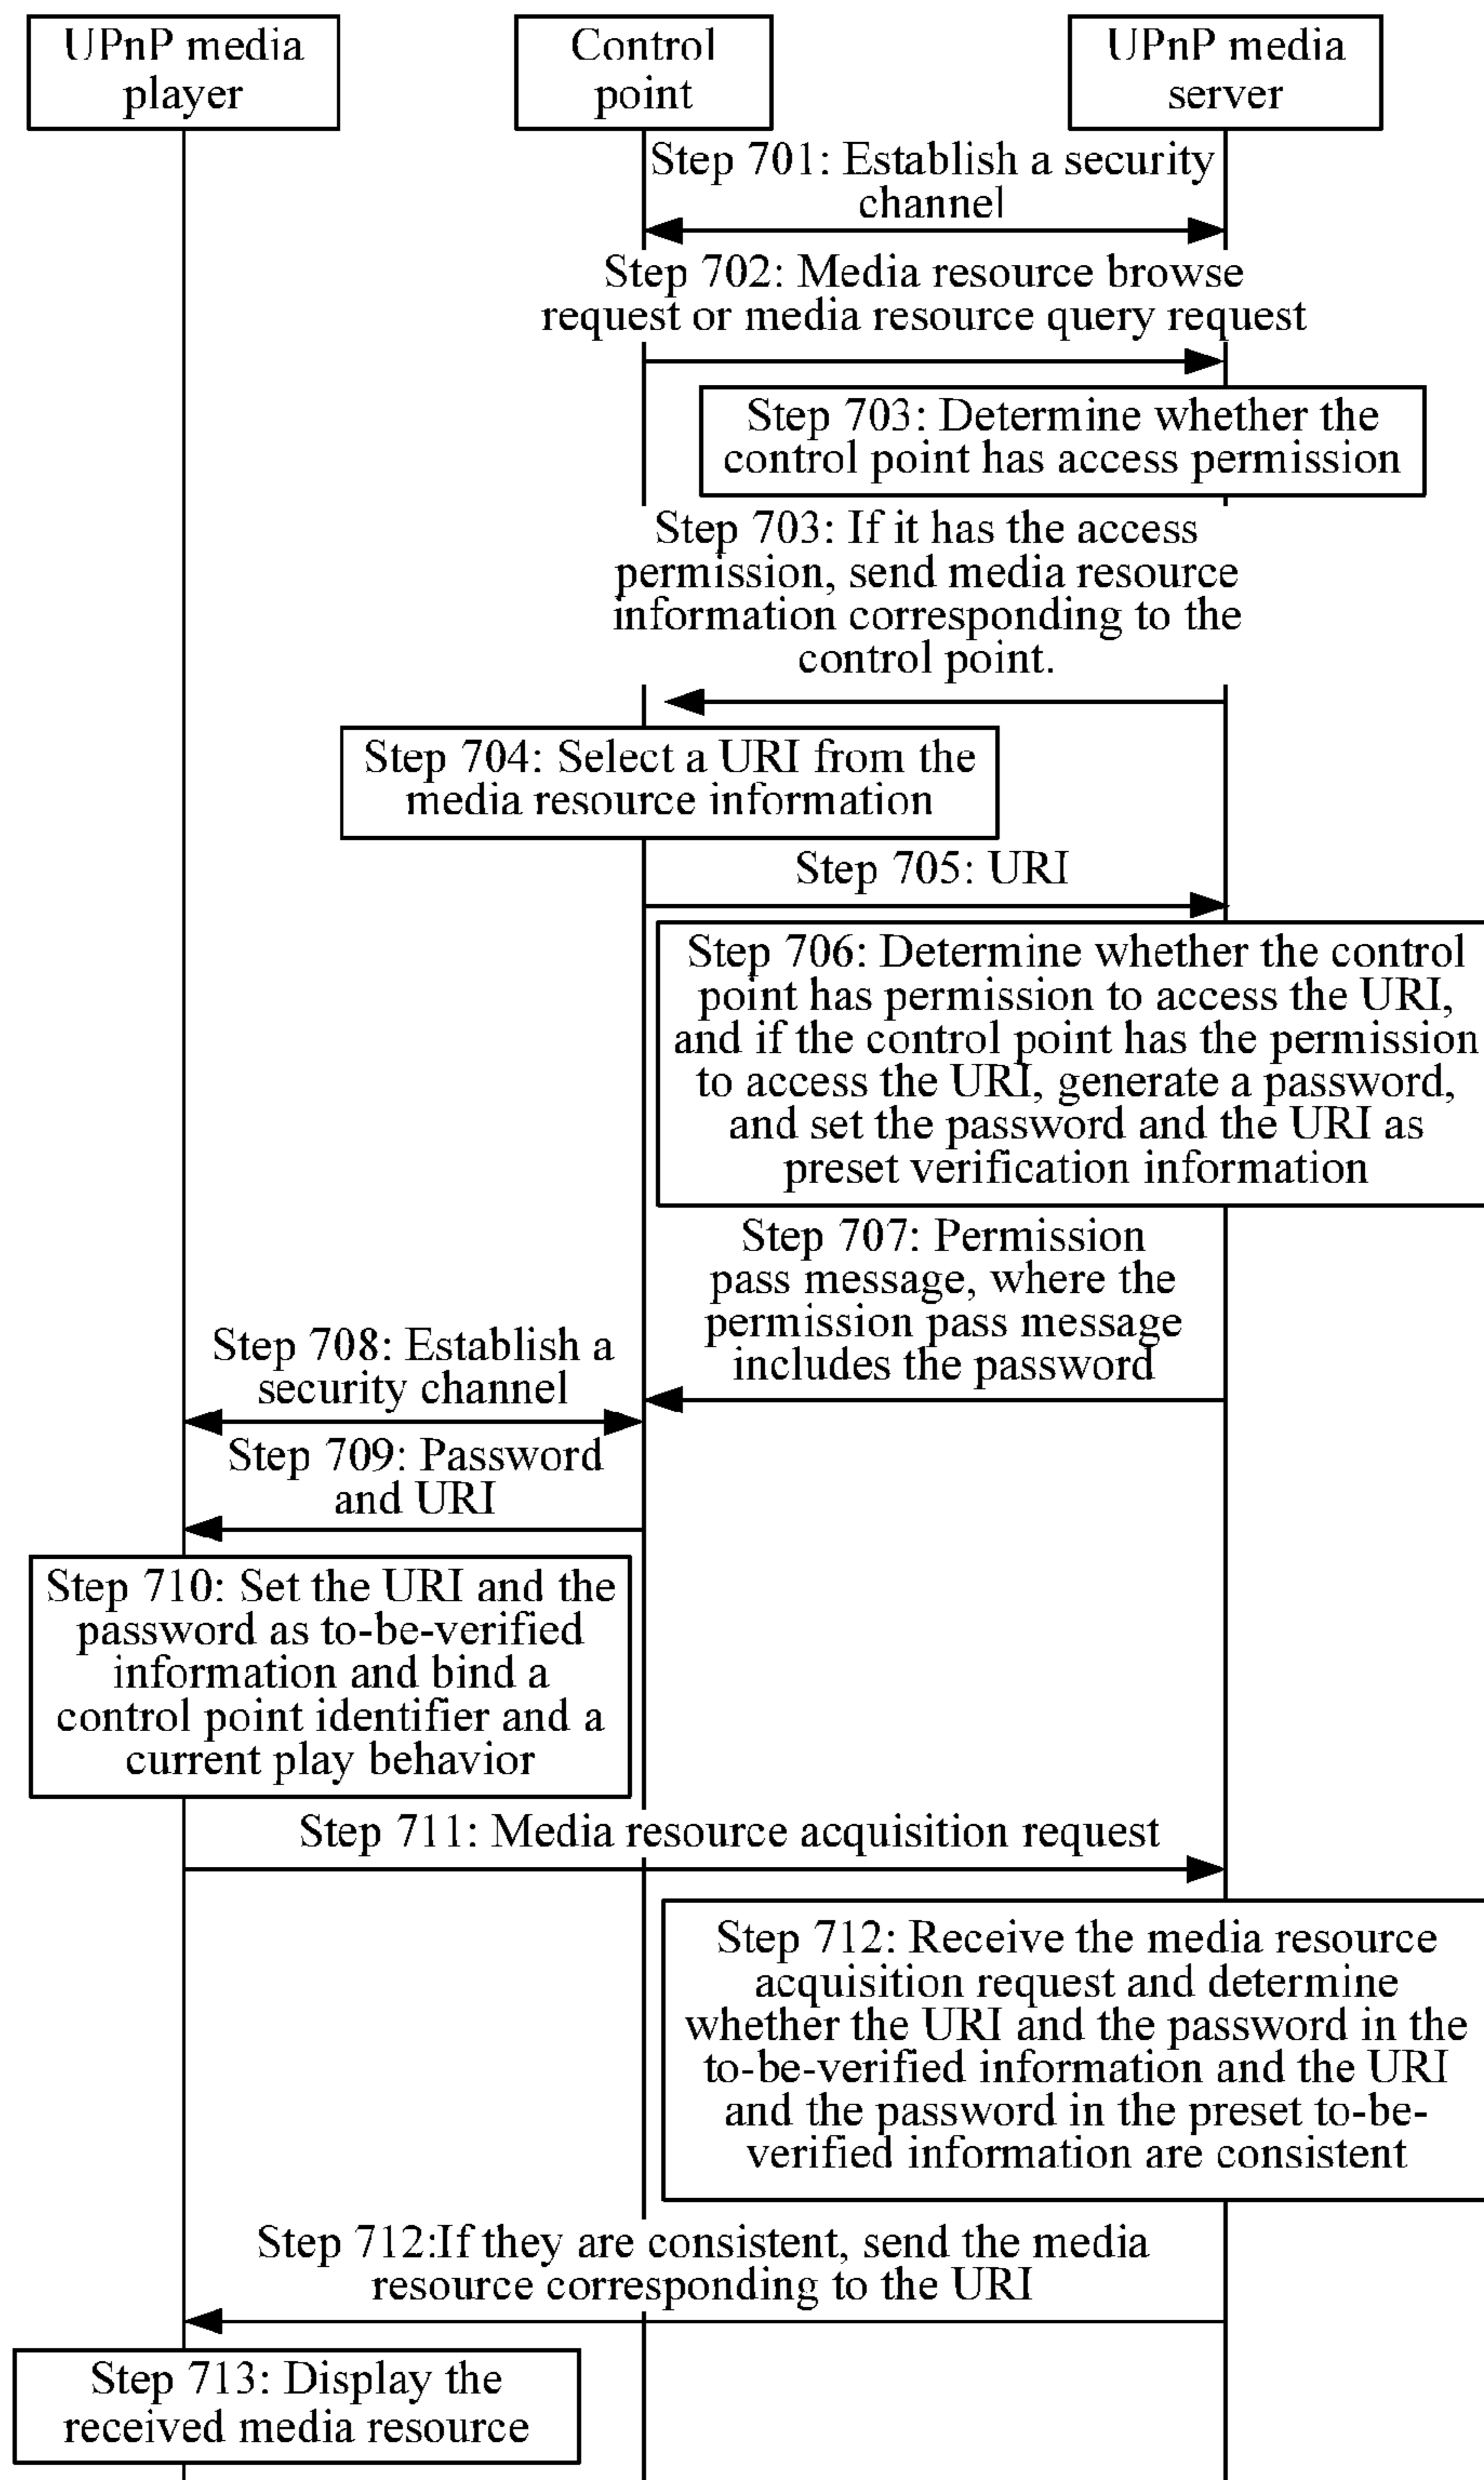 UPnP media
player
Control
point
UPnP media
server
Step 701: Establish a security
channel
Step 702: Media resource browse
request or media resource query request
Step 703: Determine whether the
control point has access permission
Step 703: If it has the access
permission, send media resource
information corresponding to the
control point.
Step 704: Select a URI from the
media resource information
Step 705: URI
Step 706: Determine whether the control
point has permission to access the URI,
and if the control point has the permission
to access the URI, generate a password,
and set the password and the URI as
preset verification information
Step 707: Permission
pass message, where the
permission pass message
includes the password
Step 708: Establish a
security channel
Step 709: Password
and URI
Step 710: Set the URI and the
password as to-be-verified
information and bind a
control point identifier and a
current play behavior
Step 711: Media resource acquisition request
Step 712: Receive the media resource
acquisition request and determine
whether the URI and the password in the
to-be-verified information and the URI
and the password in the preset to-be-
verified information are consistent
Step 712:If they are consistent, send the media
resource corresponding to the URI
Step 713: Display the
received media resource